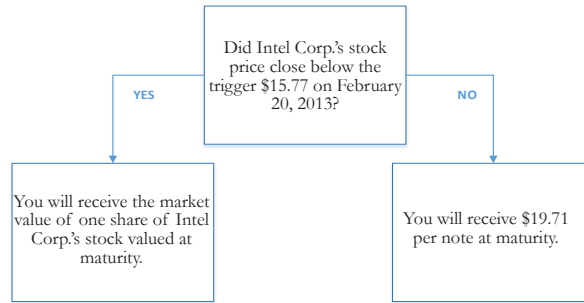 Did Intel Corp.'s stock
price close below the
trigger $15.77 on February
20, 2013?
YES
NO
You will receive the market
value of one share of Intel
Corp.'s stock valued at
maturity.
You will receive $19.71
per note at maturity.